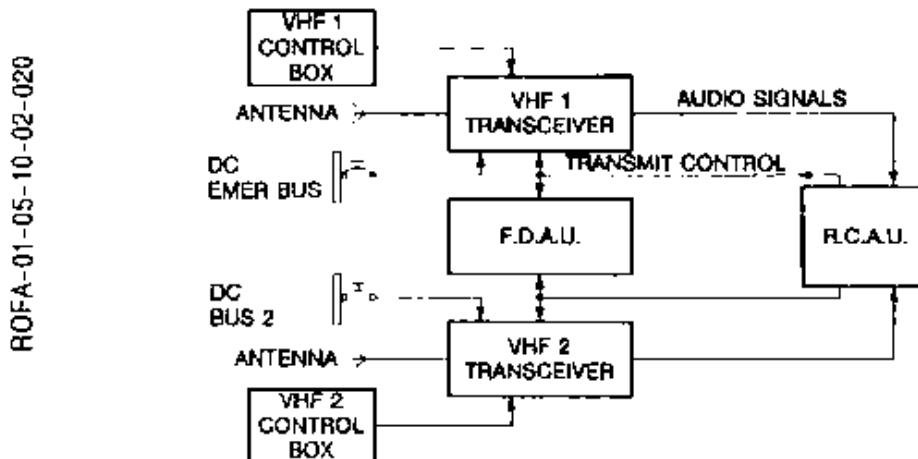 ROFA-01-05-10-02-020
VHF 1
CONTROL
BOX
ANTENNA
VHF 1
TRANSCEIVER
AUDIO SIGNALS
DC
EMER BUS
TRANSMIT CONTROL
F.D.A.U.
R.C.A.U.
DC
BUS 2
ANTENNA
VHF 2
TRANSCEIVER
VHF 2
CONTROL
BOX